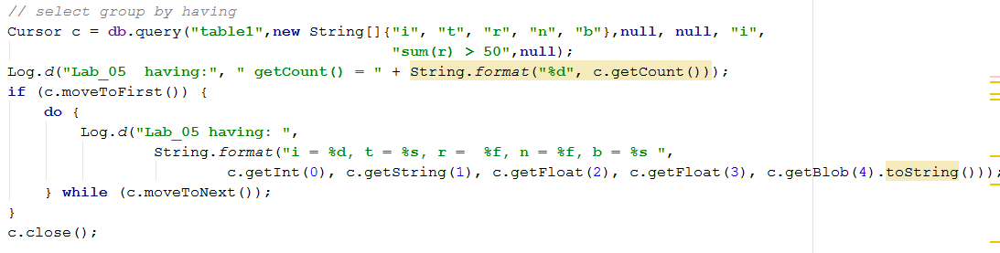 // select group by having
Cursor c = db.query("table1",new String[]{"i", "t", "r", "n", "b"},null, null, "i",
                                          "sum(r) > 50",null);
Log.d("Lab_05  having:", " getCount() = " + String.format("%d", c.getCount()));
if (c.moveToFirst()) {
    do {
        Log.d("Lab_05 having: ",
                String.format("i = %d, t = %s, r =  %f, n = %f, b = %s ",
                        c.getInt(0), c.getString(1), c.getFloat(2), c.getFloat(3), c.getBlob(4).toString()));
    } while (c.moveToNext());
}
c.close();